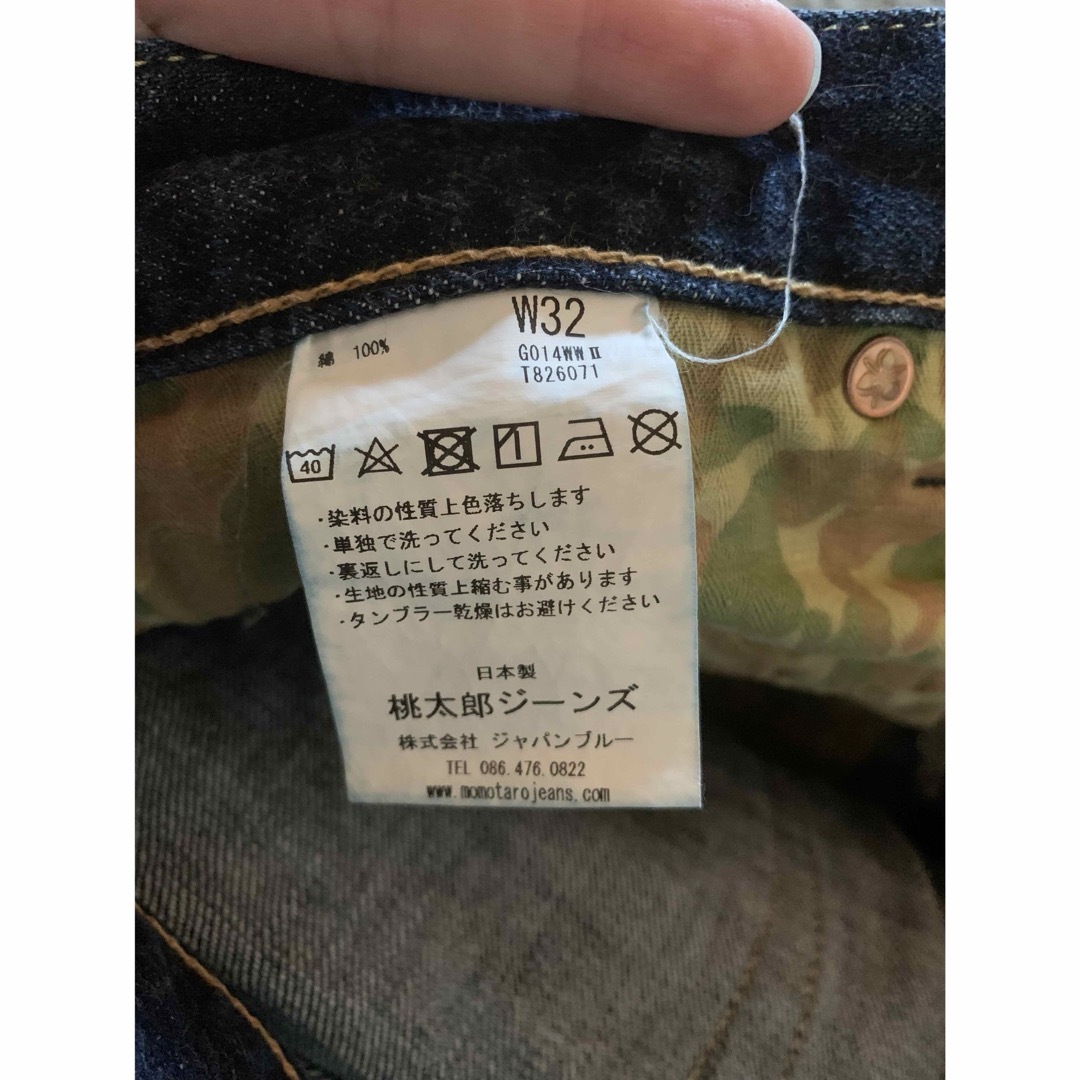 W32
綿 100%
G014WWⅡ
T826071
40
・染料の性質上色落ちします
・単独で洗ってください
・裏返しにして洗ってください
・生地の性質上縮む事があります
・タンブラー乾燥はお避けください
日本製
桃太郎ジーンズ
株式会社 ジャパンブルー
TEL 086.476.0822
www.momotarojeans.com